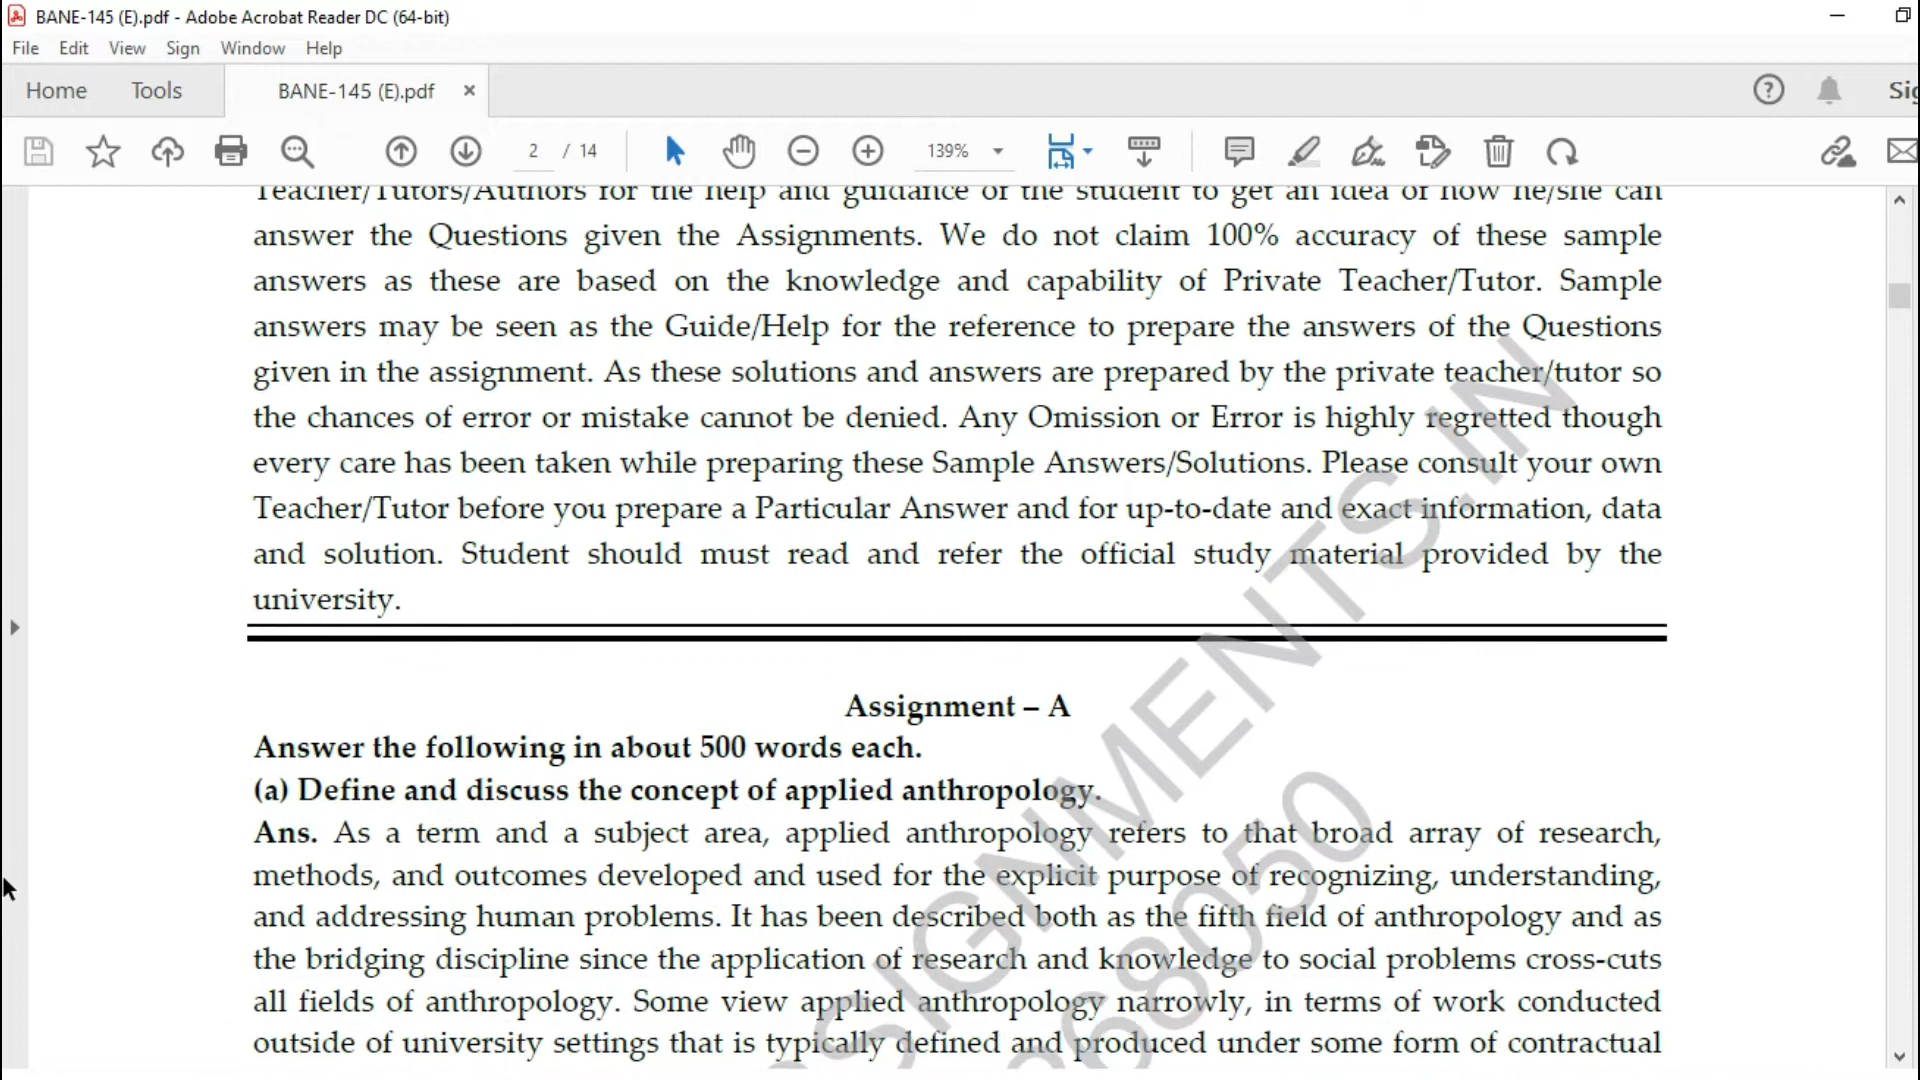 BANE-145 (E).pdf - Adobe Acrobat Reader DC (64-bit)
File Edit View Sign Window Help
Home Tools BANE-145 (E).pdf
2 / 14 139%
Teacher/Tutors/Authors for the help and guidance of the student to get an idea of how he/she can
answer the Questions given the Assignments. We do not claim 100% accuracy of these sample
answers as these are based on the knowledge and capability of Private Teacher/Tutor. Sample
answers may be seen as the Guide/Help for the reference to prepare the answers of the Questions
given in the assignment. As these solutions and answers are prepared by the private teacher/tutor so
the chances of error or mistake cannot be denied. Any Omission or Error is highly regretted though
every care has been taken while preparing these Sample Answers/Solutions. Please consult your own
Teacher/Tutor before you prepare a Particular Answer and for up-to-date and exact information, data
and solution. Student should must read and refer the official study material provided by the
university.
Assignment – A
Answer the following in about 500 words each.
(a) Define and discuss the concept of applied anthropology.
Ans. As a term and a subject area, applied anthropology refers to that broad array of research,
methods, and outcomes developed and used for the explicit purpose of recognizing, understanding,
and addressing human problems. It has been described both as the fifth field of anthropology and as
the bridging discipline since the application of research and knowledge to social problems cross-cuts
all fields of anthropology. Some view applied anthropology narrowly, in terms of work conducted
outside of university settings that is typically defined and produced under some form of contractual
SIGNMENTS.IN
68050